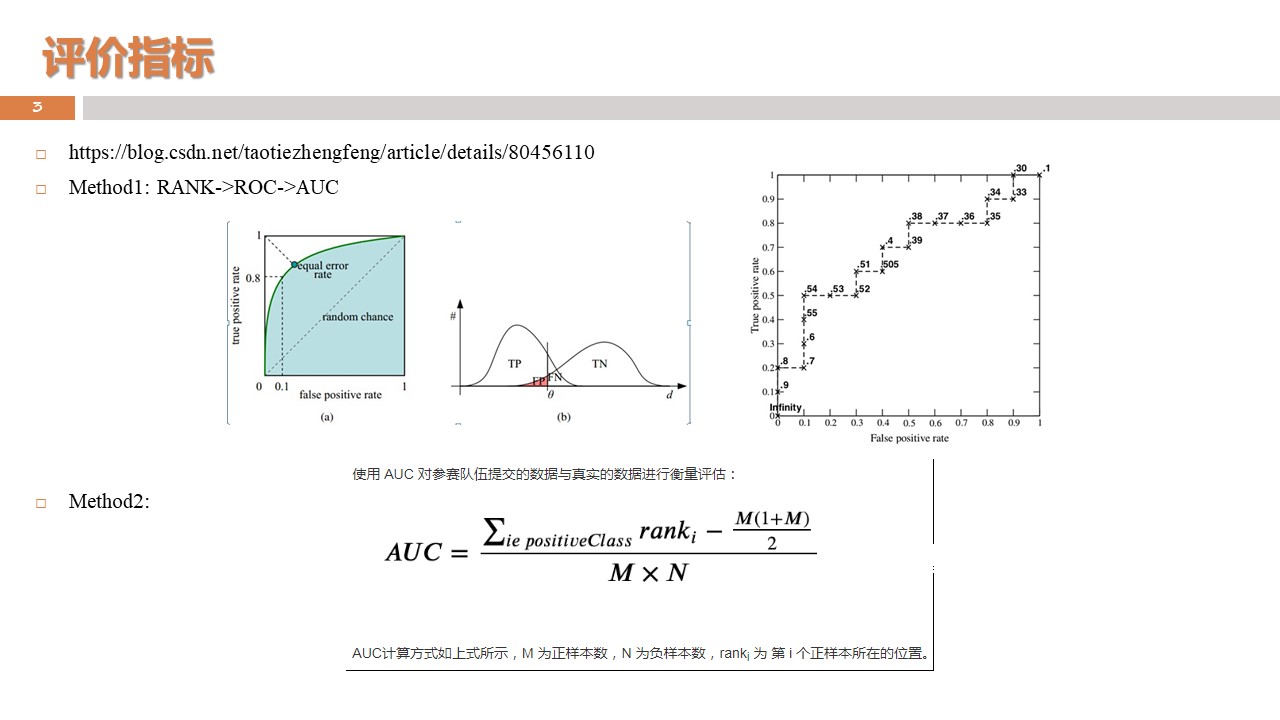 评价指标
3
https://blog.csdn.net/taotiezhengfeng/article/details/80456110
Method1: RANK->ROC->AUC
1
0.8
true positive rate
equal error
rate
random chance
0 0.1 1
false positive rate
(a)
#
TP
TN
FP FN
θ
d
(b)
True positive rate
1
0.9
0.8
0.7
0.6
0.5
0.4
0.3
0.2
0.1
0
.30 .1
.34 .33
.38 .37 .36 .35
.4 .39
.51 .505
.54 .53 .52
.55
.6
.8 .7
.9
Infinity
0 0.1 0.2 0.3 0.4 0.5 0.6 0.7 0.8 0.9 1
False positive rate
使用 AUC 对参赛队伍提交的数据与真实的数据进行衡量评估：
Method2:
AUC = (∑ie positiveClass rank_i − M(1+M)/2) / (M × N)
AUC计算方式如上式所示，M 为正样本数，N 为负样本数，rank_i 为 第 i 个正样本所在的位置。